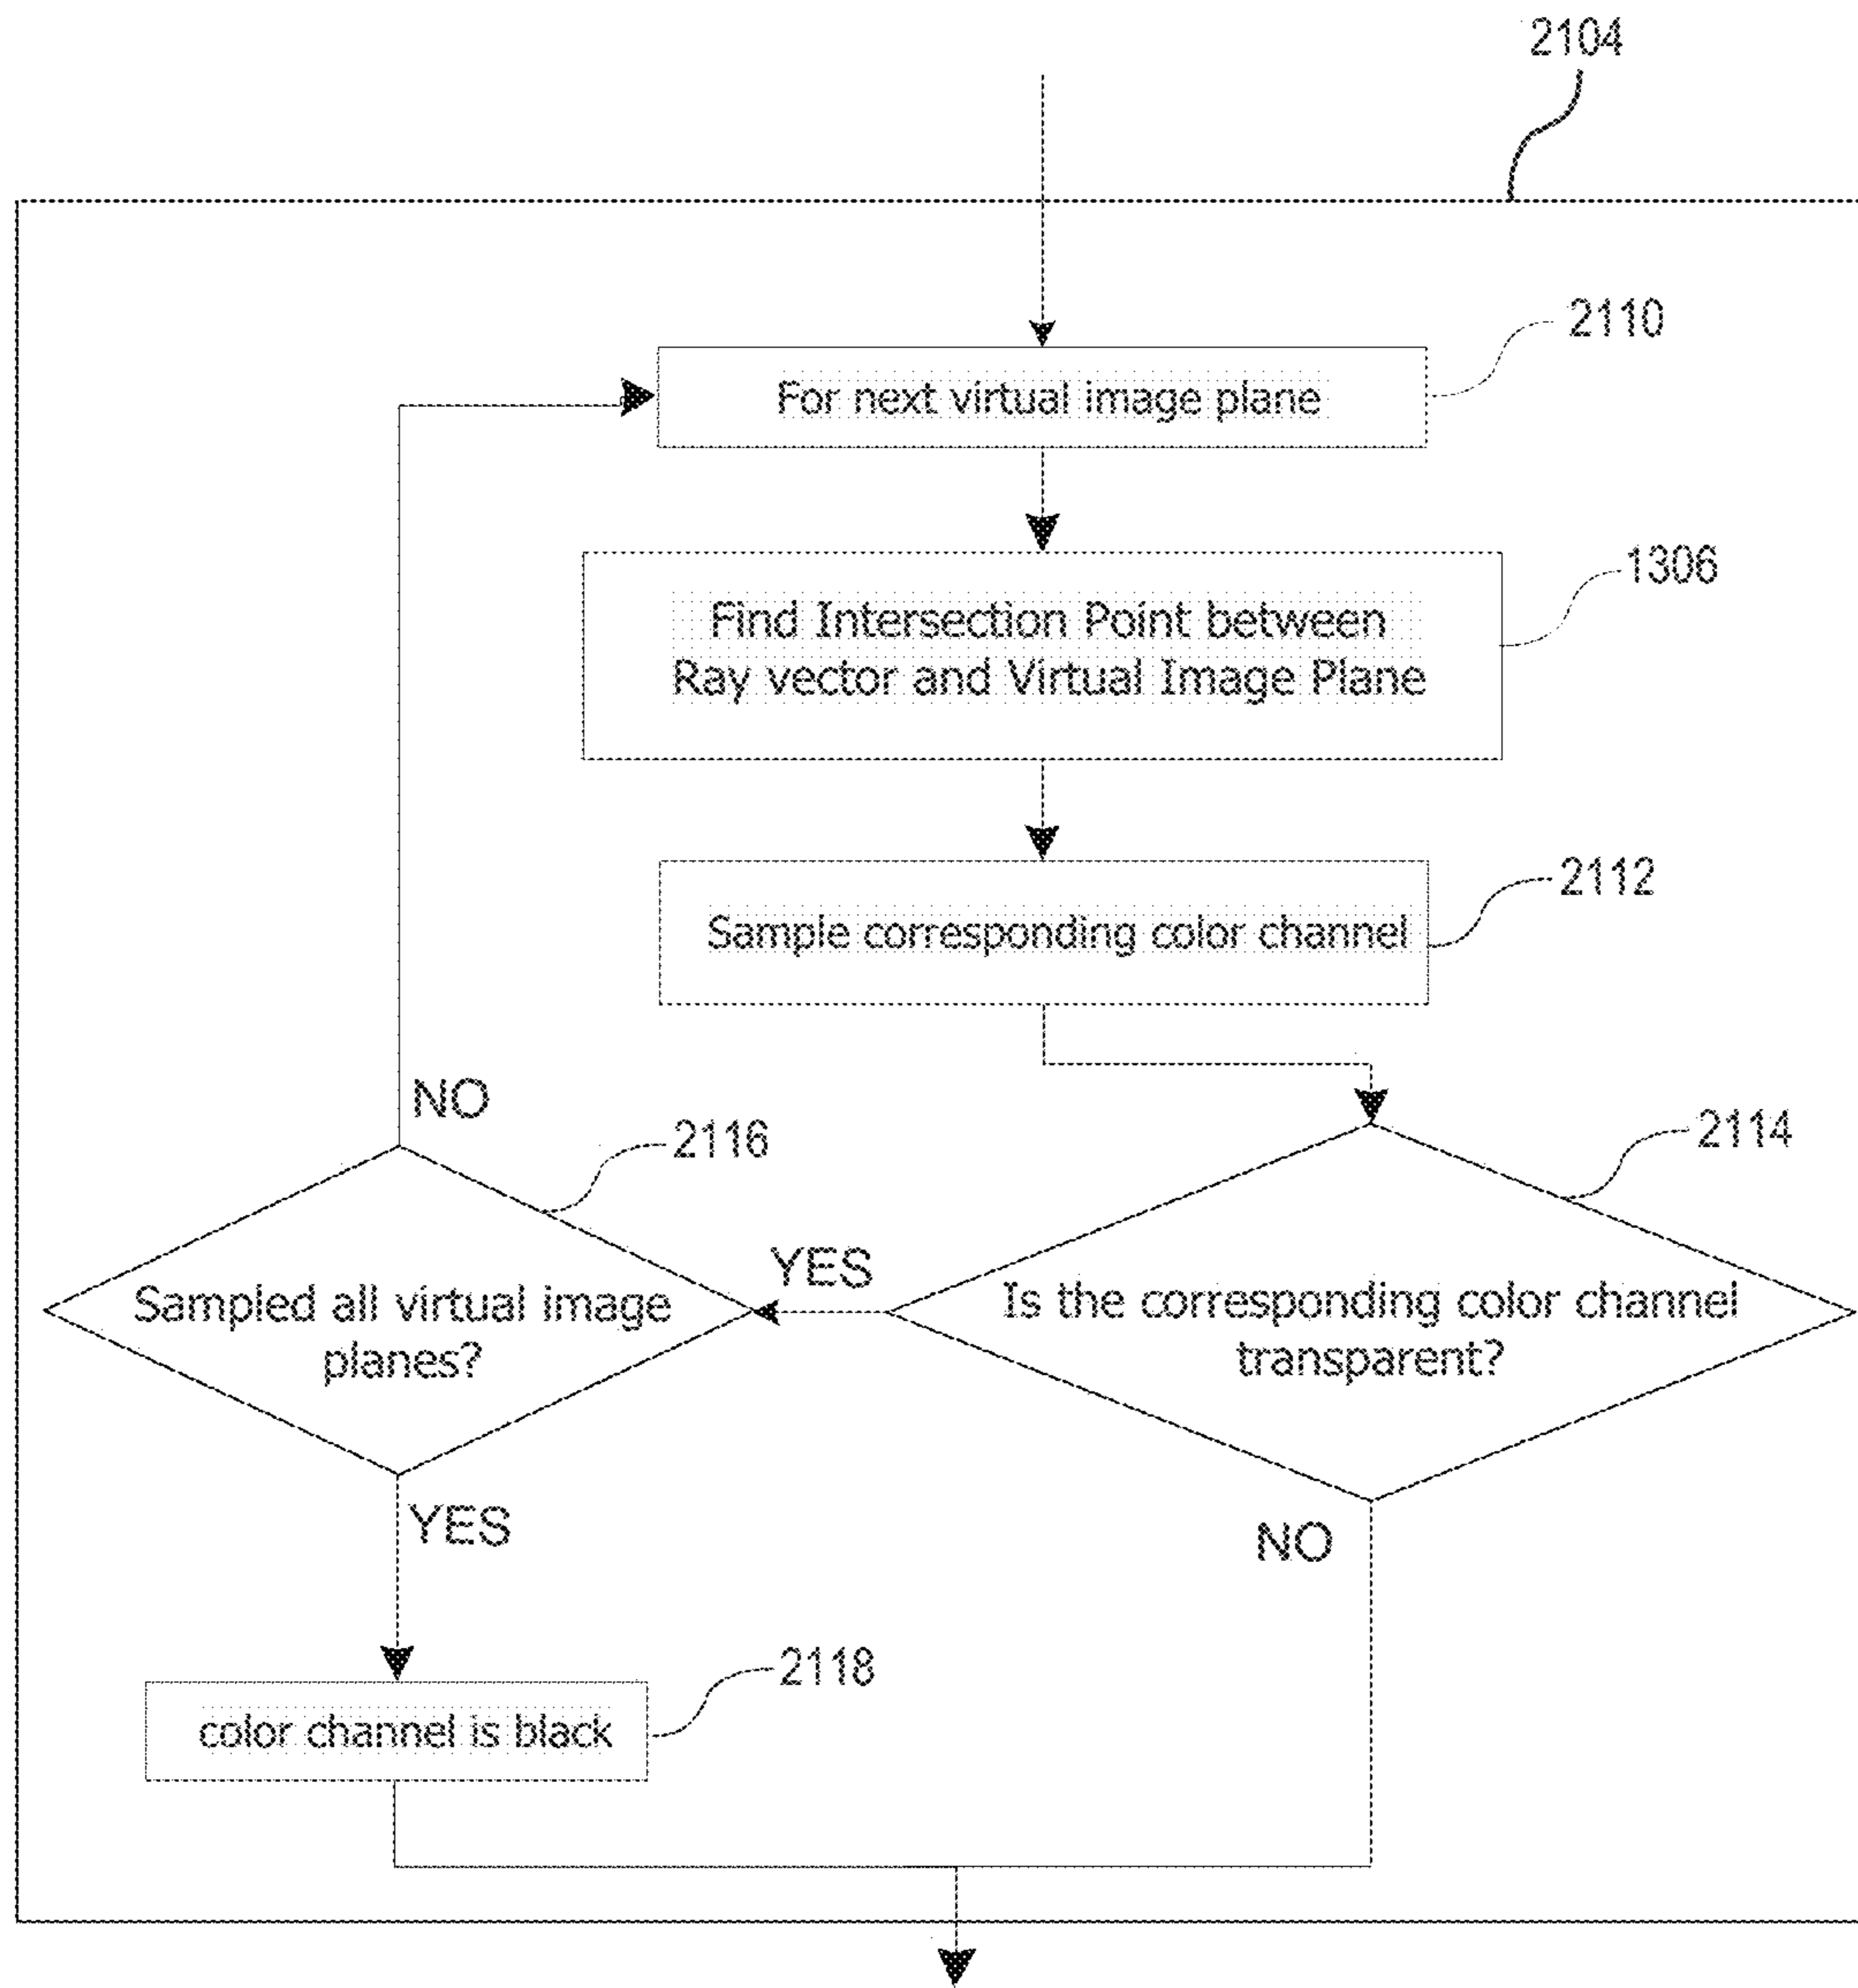 2104
2110
For next virtual image plane
1306
Find Intersection Point between
Ray vector and Virtual Image Plane
2112
Sample corresponding color channel
NO
2116
2114
Sampled all virtual image
planes?
YES
Is the corresponding color channel
transparent?
YES
NO
2118
color channel is black